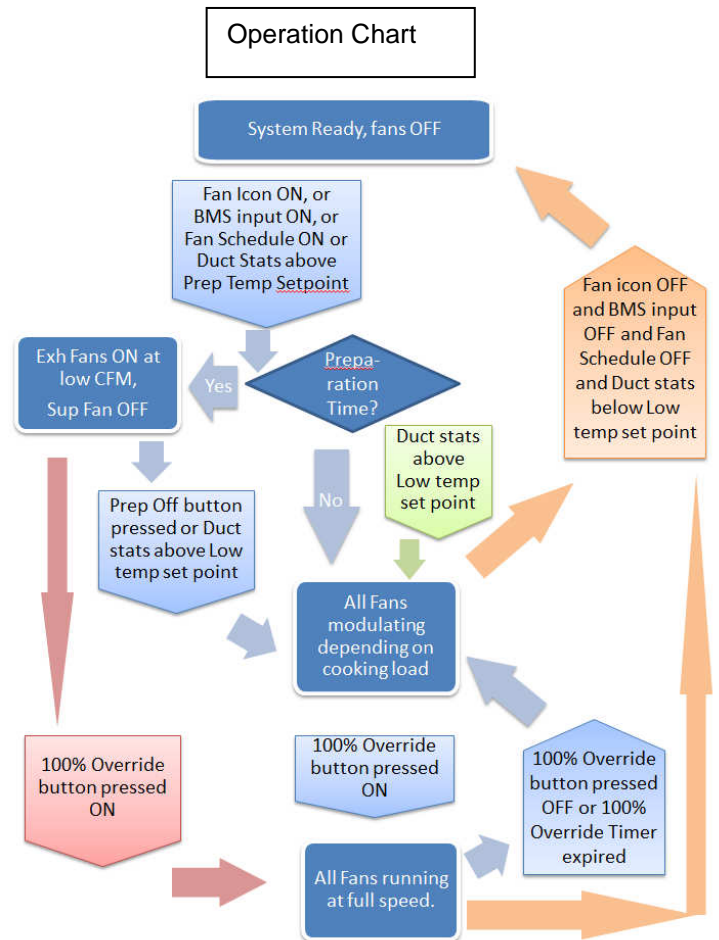 Operation Chart
System Ready, fans OFF
Fan Icon ON, or
BMS input ON, or
Fan Schedule ON or
Duct Stats above
Prep Temp Setpoint
Fan icon OFF
and BMS input
OFF and Fan
Schedule OFF
and Duct stats
below Low
temp set point
Exh Fans ON at
low CFM,
Sup Fan OFF
Yes
Prepa-
ration
Time?
Duct stats
above
Low temp
set point
No
Prep Off button
pressed or Duct
stats above Low
temp set point
All Fans
modulating
depending on
cooking load
100% Override
button pressed
ON
100% Override
button pressed
ON
100% Override
button pressed
OFF or 100%
Override Timer
expired
All Fans running
at full speed.